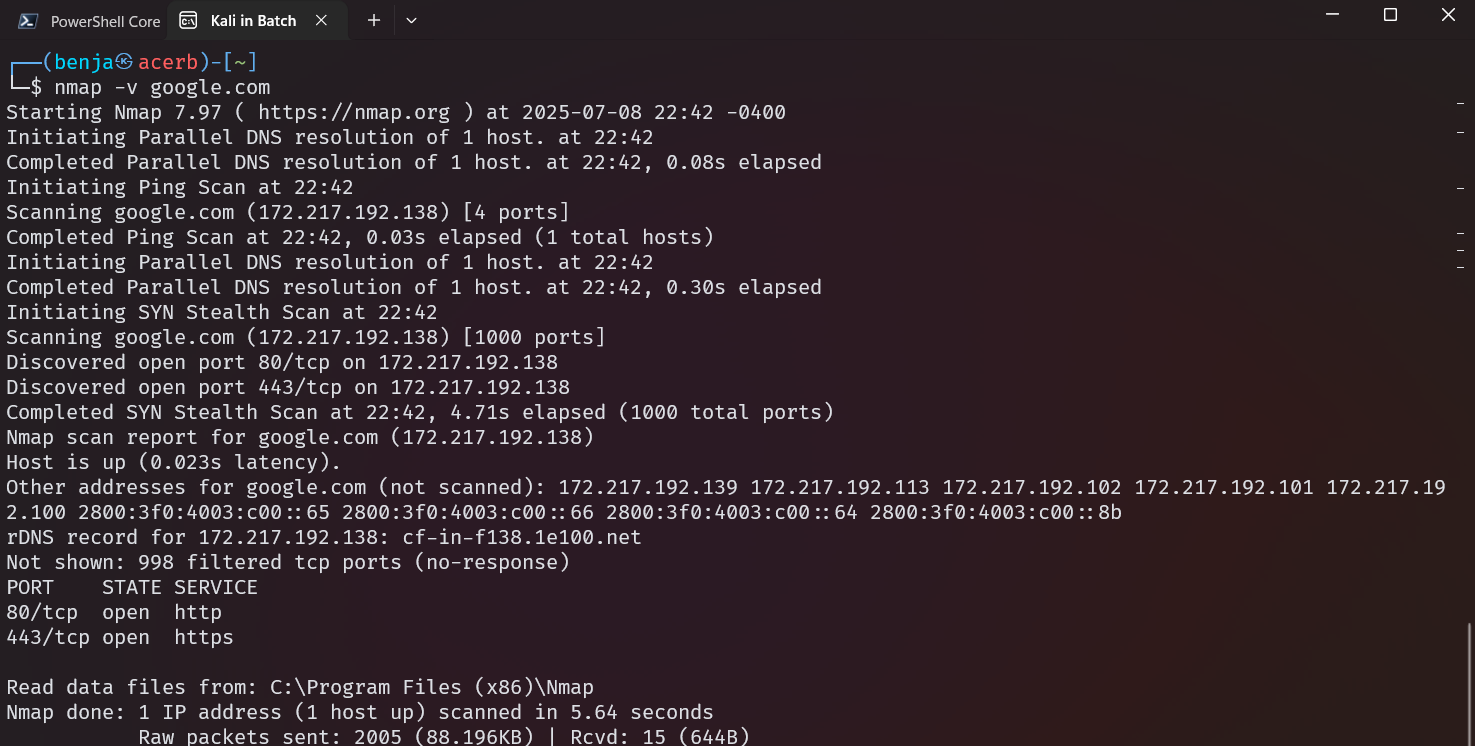 PowerShell Core
Kali in Batch
┌──(benja㉿acerb)-[~]
└─$ nmap -v google.com
Starting Nmap 7.97 ( https://nmap.org ) at 2025-07-08 22:42 -0400
Initiating Parallel DNS resolution of 1 host. at 22:42
Completed Parallel DNS resolution of 1 host. at 22:42, 0.08s elapsed
Initiating Ping Scan at 22:42
Scanning google.com (172.217.192.138) [4 ports]
Completed Ping Scan at 22:42, 0.03s elapsed (1 total hosts)
Initiating Parallel DNS resolution of 1 host. at 22:42
Completed Parallel DNS resolution of 1 host. at 22:42, 0.30s elapsed
Initiating SYN Stealth Scan at 22:42
Scanning google.com (172.217.192.138) [1000 ports]
Discovered open port 80/tcp on 172.217.192.138
Discovered open port 443/tcp on 172.217.192.138
Completed SYN Stealth Scan at 22:42, 4.71s elapsed (1000 total ports)
Nmap scan report for google.com (172.217.192.138)
Host is up (0.023s latency).
Other addresses for google.com (not scanned): 172.217.192.139 172.217.192.113 172.217.192.102 172.217.192.101 172.217.19
2.100 2800:3f0:4003:c00::65 2800:3f0:4003:c00::66 2800:3f0:4003:c00::64 2800:3f0:4003:c00::8b
rDNS record for 172.217.192.138: cf-in-f138.1e100.net
Not shown: 998 filtered tcp ports (no-response)
PORT    STATE SERVICE
80/tcp  open  http
443/tcp open  https
Read data files from: C:\Program Files (x86)\Nmap
Nmap done: 1 IP address (1 host up) scanned in 5.64 seconds
Raw packets sent: 2005 (88.196KB) | Rcvd: 15 (644B)